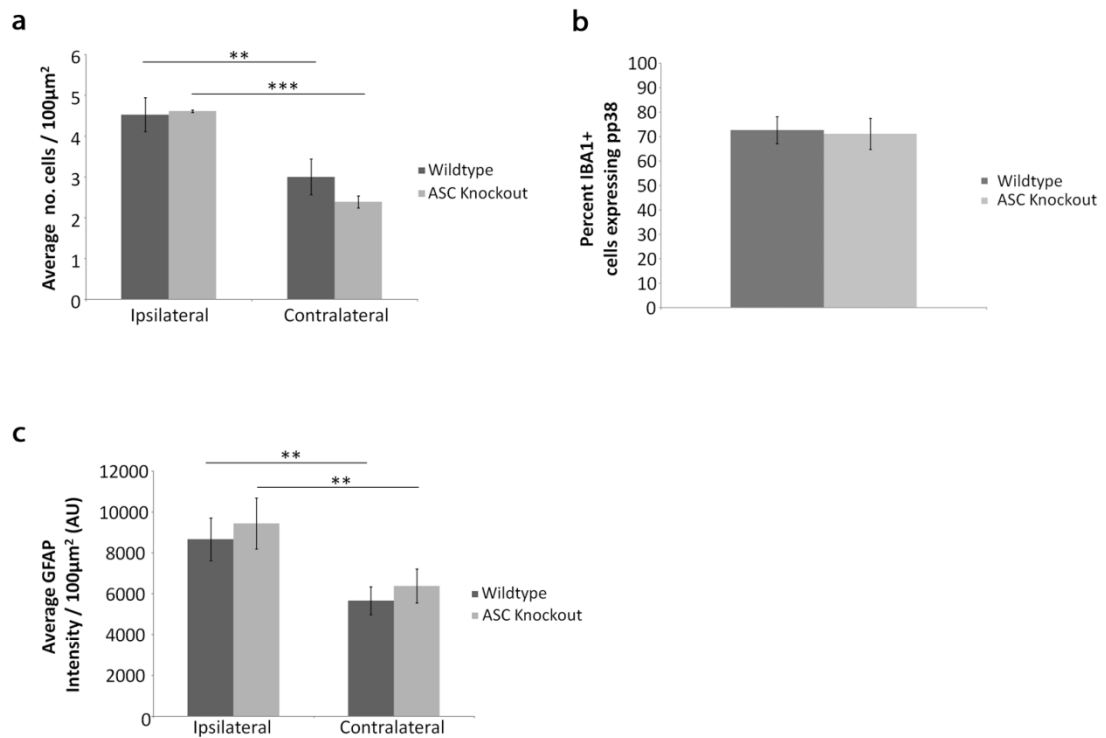 a
Average no. cells / 100µm²
6
5
4
3
2
1
0
**
***
Ipsilateral
Contralateral
Wildtype
ASC Knockout
b
Percent IBA1+
cells expressing pp38
100
90
80
70
60
50
40
30
20
10
0
Wildtype
ASC Knockout
c
Average GFAP
Intensity / 100µm² (AU)
12000
10000
8000
6000
4000
2000
0
**
**
Ipsilateral
Contralateral
Wildtype
ASC Knockout